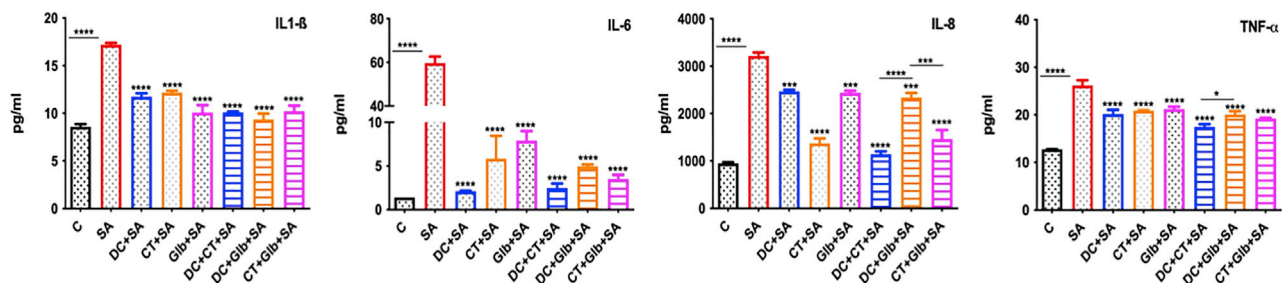 IL1-ß
pg/ml
20
15
10
5
0
****
****
****
****
****
****
****
C
SA
DC+SA
CT+SA
Glb+SA
DC+CT+SA
DC+Glb+SA
CT+Glb+SA
IL-6
pg/ml
80
60
40
10
5
0
****
****
****
****
****
****
****
C
SA
DC+SA
CT+SA
Glb+SA
DC+CT+SA
DC+Glb+SA
CT+Glb+SA
IL-8
pg/ml
4000
3000
2000
1000
0
****
***
****
***
****
****
***
***
****
C
SA
DC+SA
CT+SA
Glb+SA
DC+CT+SA
DC+Glb+SA
CT+Glb+SA
TNF-α
pg/ml
40
30
20
10
0
****
****
****
****
****
*
****
****
C
SA
DC+SA
CT+SA
Glb+SA
DC+CT+SA
DC+Glb+SA
CT+Glb+SA